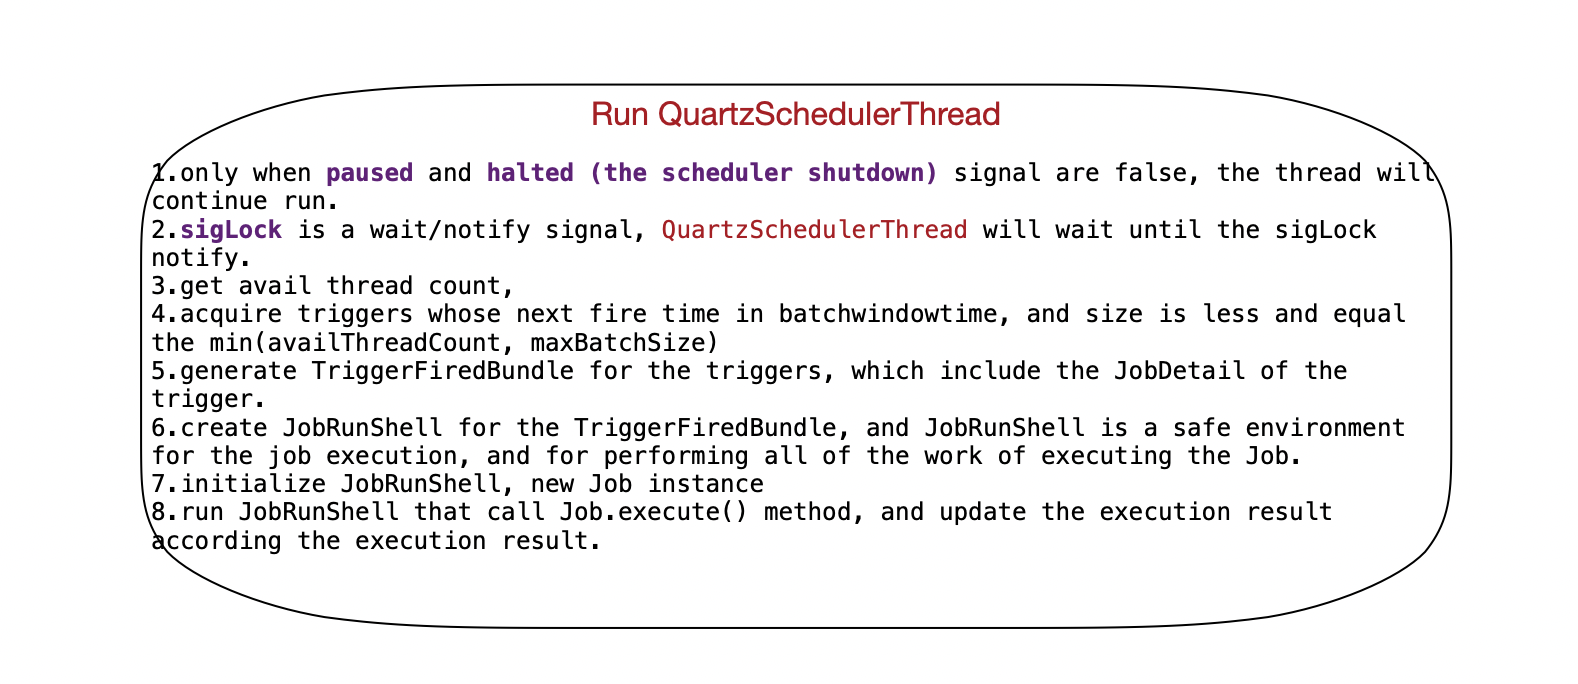 Run QuartzSchedulerThread
1.only when paused and halted (the scheduler shutdown) signal are false, the thread will
continue run.
2.sigLock is a wait/notify signal, QuartzSchedulerThread will wait until the sigLock
notify.
3.get avail thread count,
4.acquire triggers whose next fire time in batchwindowtime, and size is less and equal
the min(availThreadCount, maxBatchSize)
5.generate TriggerFiredBundle for the triggers, which include the JobDetail of the
trigger.
6.create JobRunShell for the TriggerFiredBundle, and JobRunShell is a safe environment
for the job execution, and for performing all of the work of executing the Job.
7.initialize JobRunShell, new Job instance
8.run JobRunShell that call Job.execute() method, and update the execution result
according the execution result.